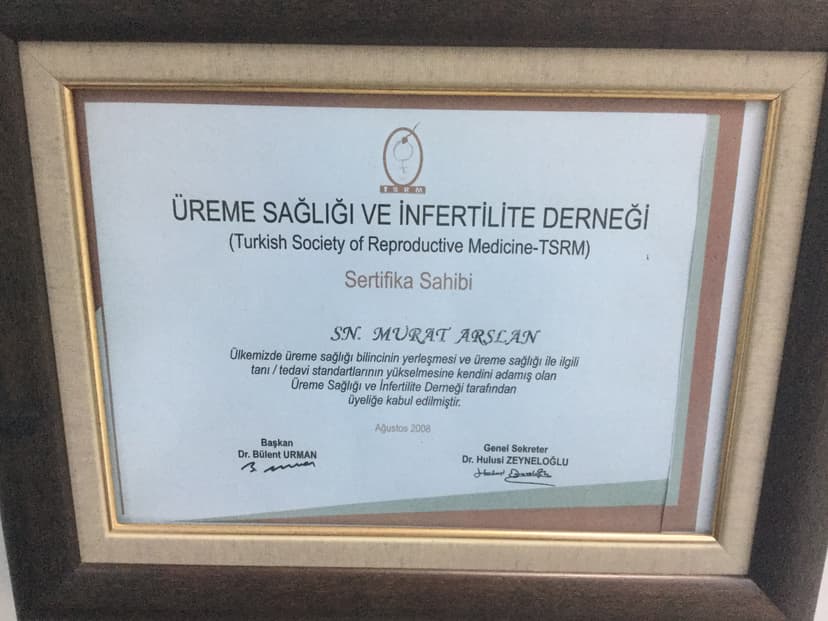 TSRM
ÜREME SAĞLIĞI VE İNFERTİLİTE DERNEĞİ
(Turkish Society of Reproductive Medicine-TSRM)
Sertifika Sahibi
SN. MURAT ARSLAN
Ülkemizde üreme sağlığı bilincinin yerleşmesi ve üreme sağlığı ile ilgili
tanı / tedavi standartlarının yükselmesine kendini adamış olan
Üreme Sağlığı ve İnfertilite Derneği tarafından
üyeliğe kabul edilmiştir.
Ağustos 2008
Başkan
Dr. Bülent URMAN
Genel Sekreter
Dr. Hulusi ZEYNELOĞLU